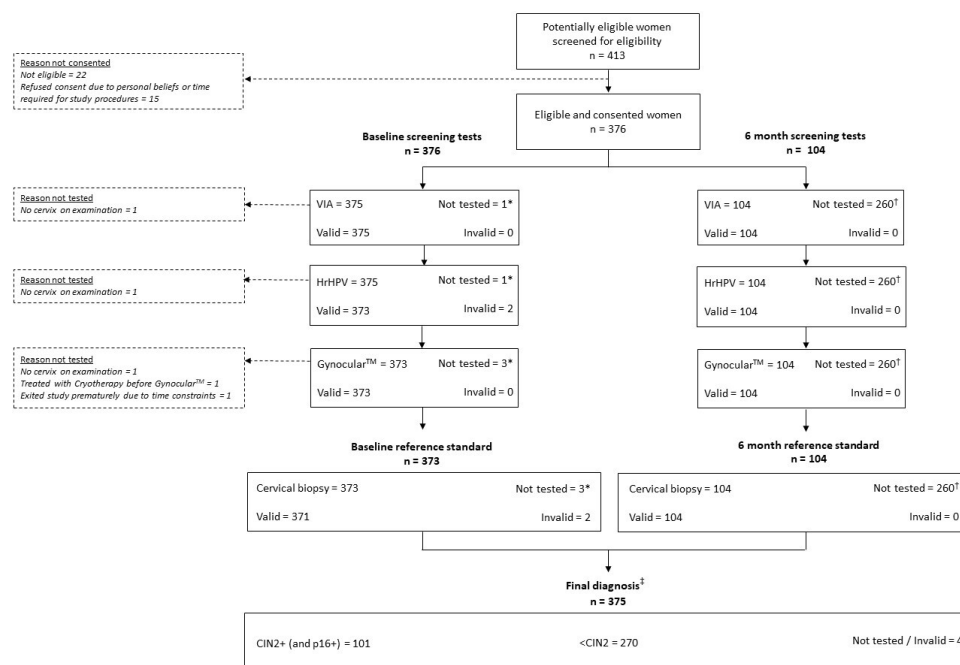 Potentially eligible women
screened for eligibility
n = 413
Reason not consented
Not eligible = 22
Refused consent due to personal beliefs or time
required for study procedures = 15
Eligible and consented women
n = 376
Baseline screening tests
n = 376
6 month screening tests
n = 104
Reason not tested
No cervix on examination = 1
VIA = 375 Not tested = 1*
Valid = 375 Invalid = 0
VIA = 104 Not tested = 260†
Valid = 104 Invalid = 0
Reason not tested
No cervix on examination = 1
HrHPV = 375 Not tested = 1*
Valid = 373 Invalid = 2
HrHPV = 104 Not tested = 260†
Valid = 104 Invalid = 0
Reason not tested
No cervix on examination = 1
Treated with Cryotherapy before Gynocular™ = 1
Exited study prematurely due to time constraints = 1
Gynocular™ = 373 Not tested = 3*
Valid = 373 Invalid = 0
Gynocular™ = 104 Not tested = 260†
Valid = 104 Invalid = 0
Baseline reference standard
n = 373
6 month reference standard
n = 104
Cervical biopsy = 373 Not tested = 3*
Valid = 371 Invalid = 2
Cervical biopsy = 104 Not tested = 260†
Valid = 104 Invalid = 0
Final diagnosis‡
n = 375
CIN2+ (and p16+) = 101 <CIN2 = 270 Not tested / Invalid = 4